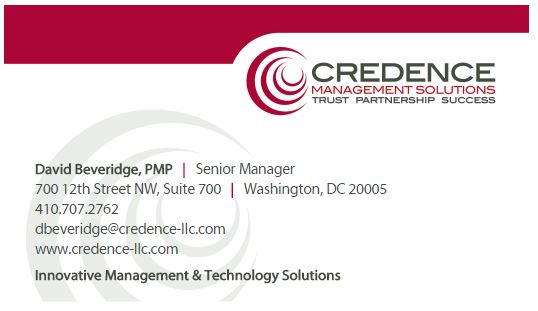 CREDENCE
MANAGEMENT SOLUTIONS
TRUST PARTNERSHIP SUCCESS
David Beveridge, PMP | Senior Manager
700 12th Street NW, Suite 700 | Washington, DC 20005
410.707.2762
dbeveridge@credence-llc.com
www.credence-llc.com
Innovative Management & Technology Solutions